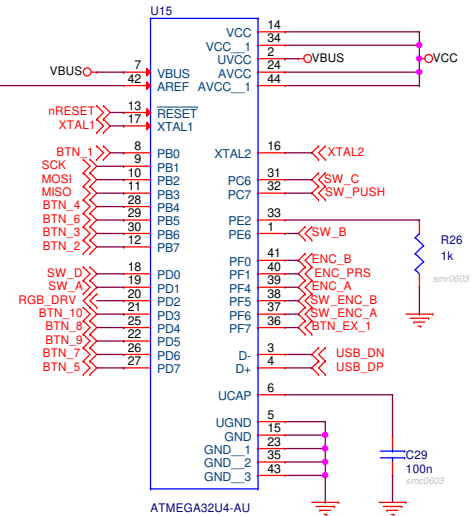 U15
VCC 14
VCC__1 34
UVCC 2 VBUS
AVCC 24 VCC
AVCC__1 44
VBUS 7 VBUS
42 AREF
nRESET 13 RESET
XTAL1 17 XTAL1
BTN_1 8 PB0
SCK 9 PB1
MOSI 10 PB2
MISO 11 PB3
BTN_4 28 PB4
BTN_6 29 PB5
BTN_3 30 PB6
BTN_2 12 PB7
SW_D 18 PD0
SW_A 19 PD1
RGB_DRV 20 PD2
BTN_10 21 PD3
BTN_8 25 PD4
BTN_9 22 PD5
BTN_7 26 PD6
BTN_5 27 PD7
XTAL2 16 XTAL2
PC6 31 SW_C
PC7 32 SW_PUSH
PE2 33
PE6 1 SW_B
PF0 41 ENC_B
PF1 40 ENC_PRS
PF4 39 ENC_A
PF5 38 SW_ENC_B
PF6 37 SW_ENC_A
PF7 36 BTN_EX_1
D- 3 USB_DN
D+ 4 USB_DP
UCAP 6
UGND 5
GND 15
GND__1 23
GND__2 35
GND__3 43
R26
1k
smr0603
C29
100n
smc0603
ATMEGA32U4-AU